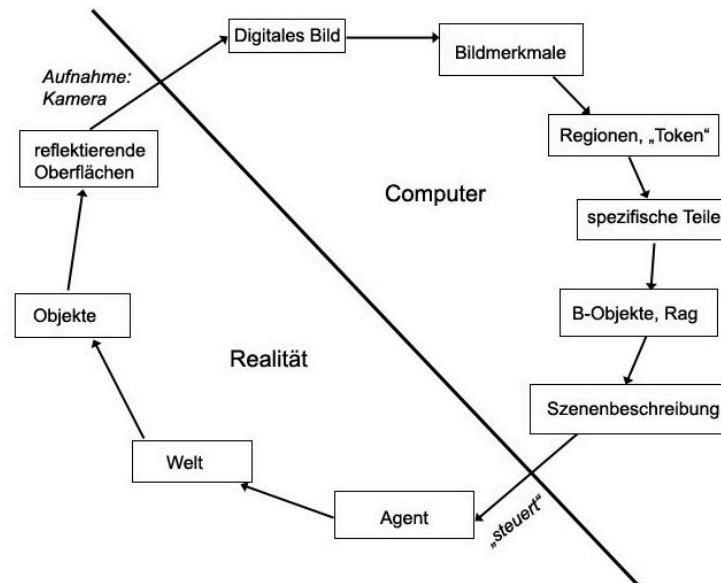 Digitales Bild
Bildmerkmale
Aufnahme:
Kamera
reflektierende
Oberflächen
Regionen, „Token“
Computer
spezifische Teile
Objekte
B-Objekte, Rag
Realität
Szenenbeschreibung
Welt
Agent
„steuert“